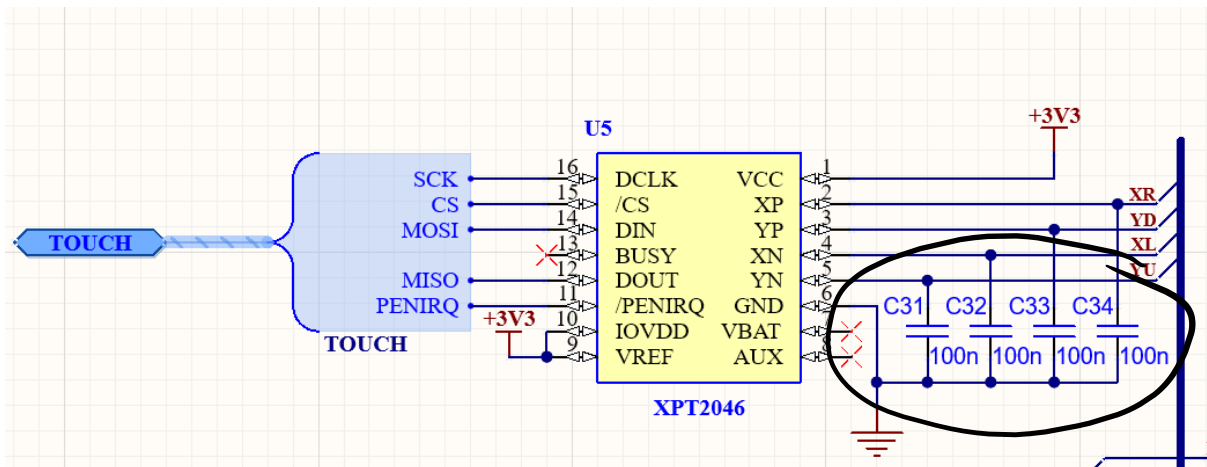 +3V3
U5
16 1
SCK DCLK VCC XR
15 2
CS /CS XP YD
14 3
MOSI DIN YP XL
13 4
TOUCH BUSY XN YU
12 5
MISO DOUT YN
11 6
PENIRQ /PENIRQ GND C31 C32 C33 C34
+3V3 10
IOVDD VBAT
TOUCH 9 8
VREF AUX 100n 100n 100n 100n
XPT2046